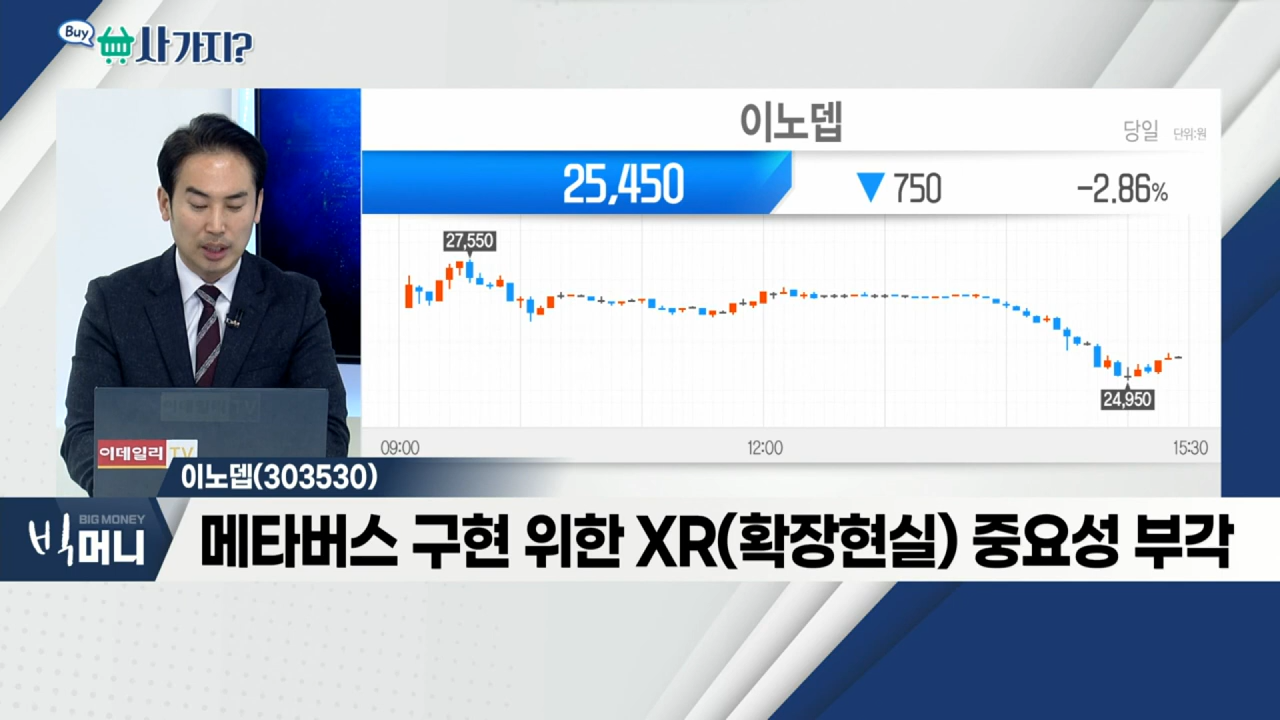 Buy
사가지?
이노뎁
당일 단위:원
25,450 ▼750 -2.86%
27,550
24,950
09:00 12:00 15:30
이데일리 TV
이노뎁(303530)
BIG MONEY
빅머니
메타버스 구현 위한 XR(확장현실) 중요성 부각